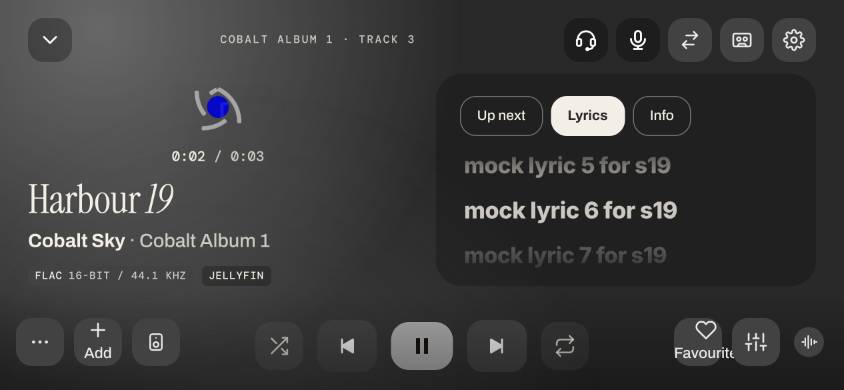 COBALT ALBUM 1 · TRACK 3
Up next
Lyrics
Info
0:02 / 0:03
Harbour 19
Cobalt Sky · Cobalt Album 1
FLAC 16-BIT / 44.1 KHZ
JELLYFIN
mock lyric 5 for s19
mock lyric 6 for s19
mock lyric 7 for s19
Add
Favourite